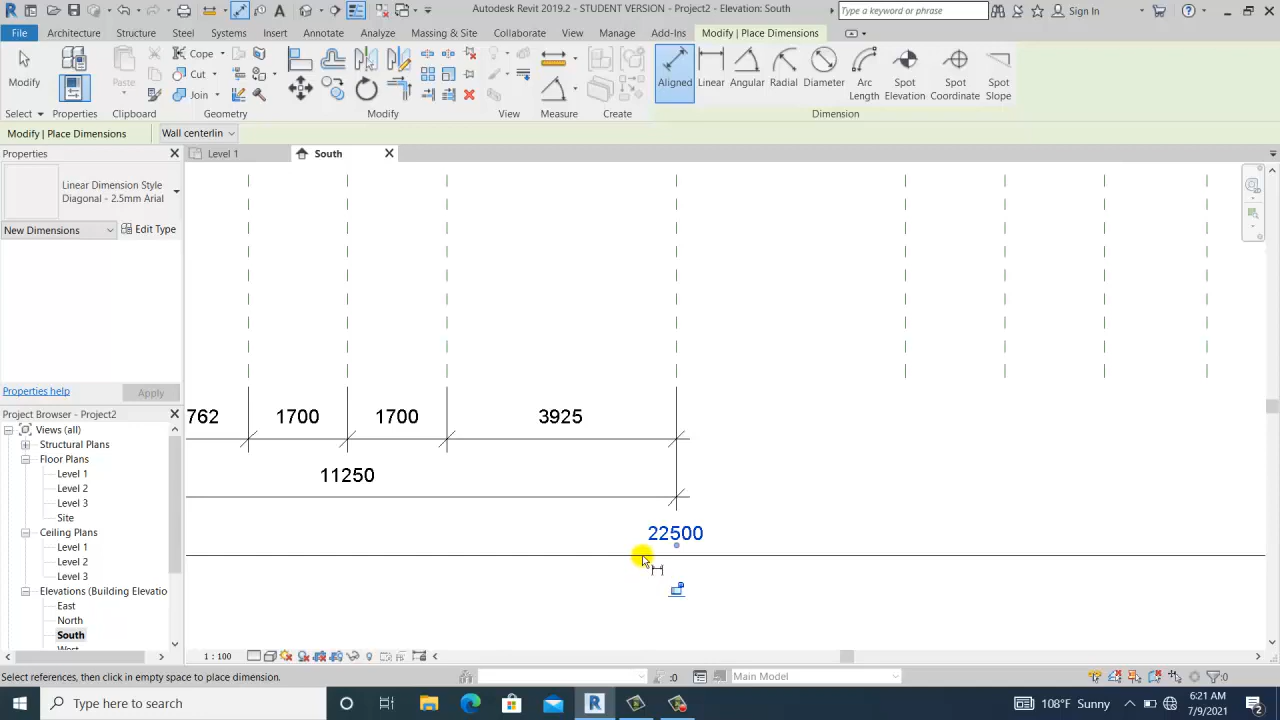 Autodesk Revit 2019.2 - STUDENT VERSION - Project2 - Elevation: South
Type a keyword or phrase
Sign In
File Architecture Structure Steel Systems Insert Annotate Analyze Massing & Site Collaborate View Manage Add-Ins Modify | Place Dimensions
Modify
Paste
Cope
Cut
Join
Aligned
Linear
Angular
Radial
Diameter
Arc
Length
Spot
Elevation
Spot
Coordinate
Spot
Slope
Select Properties Clipboard Geometry Modify View Measure Create Dimension
Modify | Place Dimensions
Wall centerlin
Properties
Level 1
South
Linear Dimension Style
Diagonal - 2.5mm Arial
New Dimensions
Edit Type
Properties help
Apply
Project Browser - Project2
Views (all)
Structural Plans
Floor Plans
Level 1
Level 2
Level 3
Site
Ceiling Plans
Level 1
Level 2
Level 3
Elevations (Building Elevatio
East
North
South
762
1700
1700
3925
11250
22500
1 : 100
Select references, then click in empty space to place dimension.
:0
Main Model
:0
Type here to search
108°F Sunny
6:21 AM
7/9/2021
2